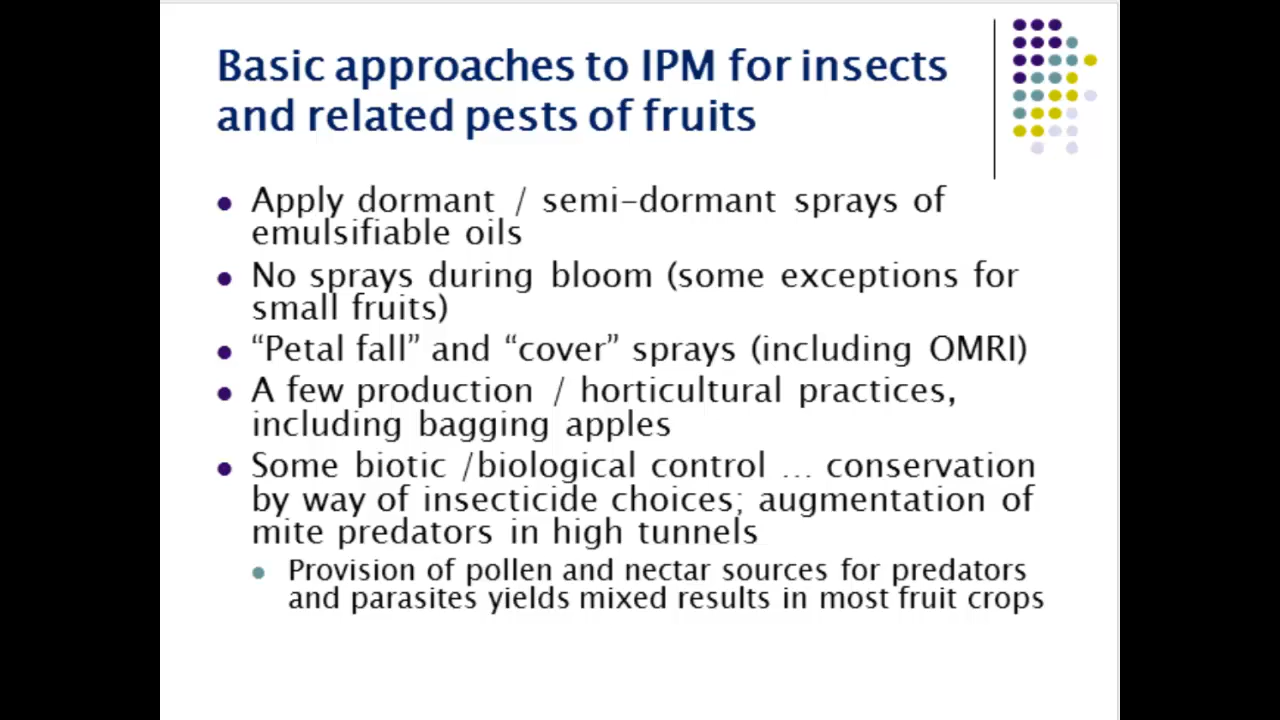 Basic approaches to IPM for insects
and related pests of fruits
Apply dormant / semi-dormant sprays of
emulsifiable oils
No sprays during bloom (some exceptions for
small fruits)
“Petal fall” and “cover” sprays (including OMRI)
A few production / horticultural practices,
including bagging apples
Some biotic /biological control … conservation
by way of insecticide choices; augmentation of
mite predators in high tunnels
Provision of pollen and nectar sources for predators
and parasites yields mixed results in most fruit crops